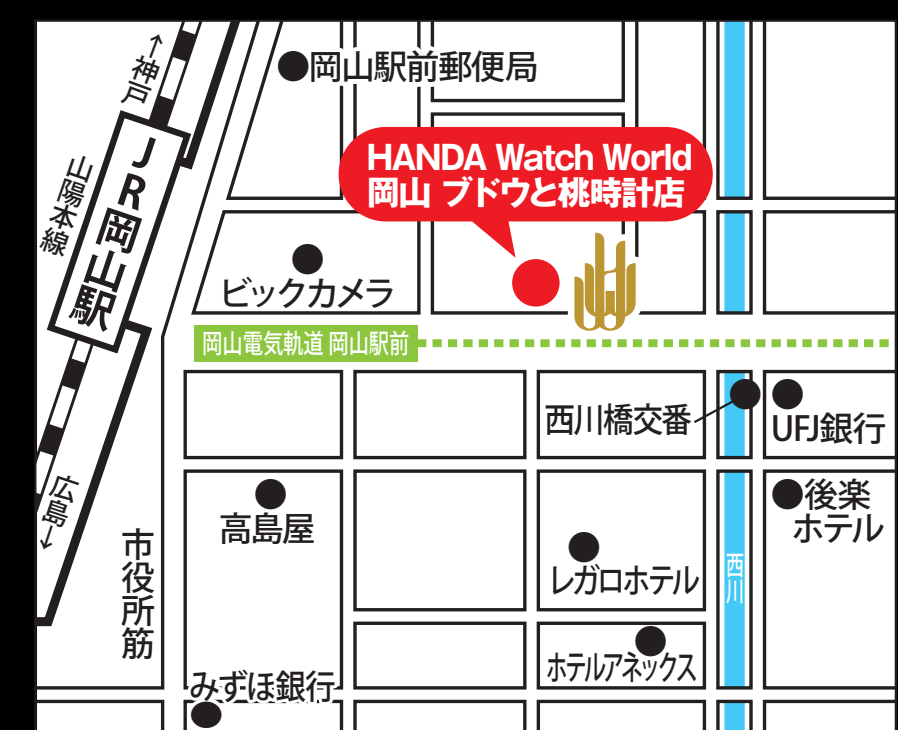 ↑神戸
●岡山駅前郵便局
HANDA Watch World
岡山 ブドウと桃時計店
JR岡山駅
山陽本線
ビックカメラ
岡山電気軌道 岡山駅前
西川橋交番
UFJ銀行
広島→
高島屋
●後楽
ホテル
市役所筋
レガロホテル
西川
ホテルアネックス
みずほ銀行